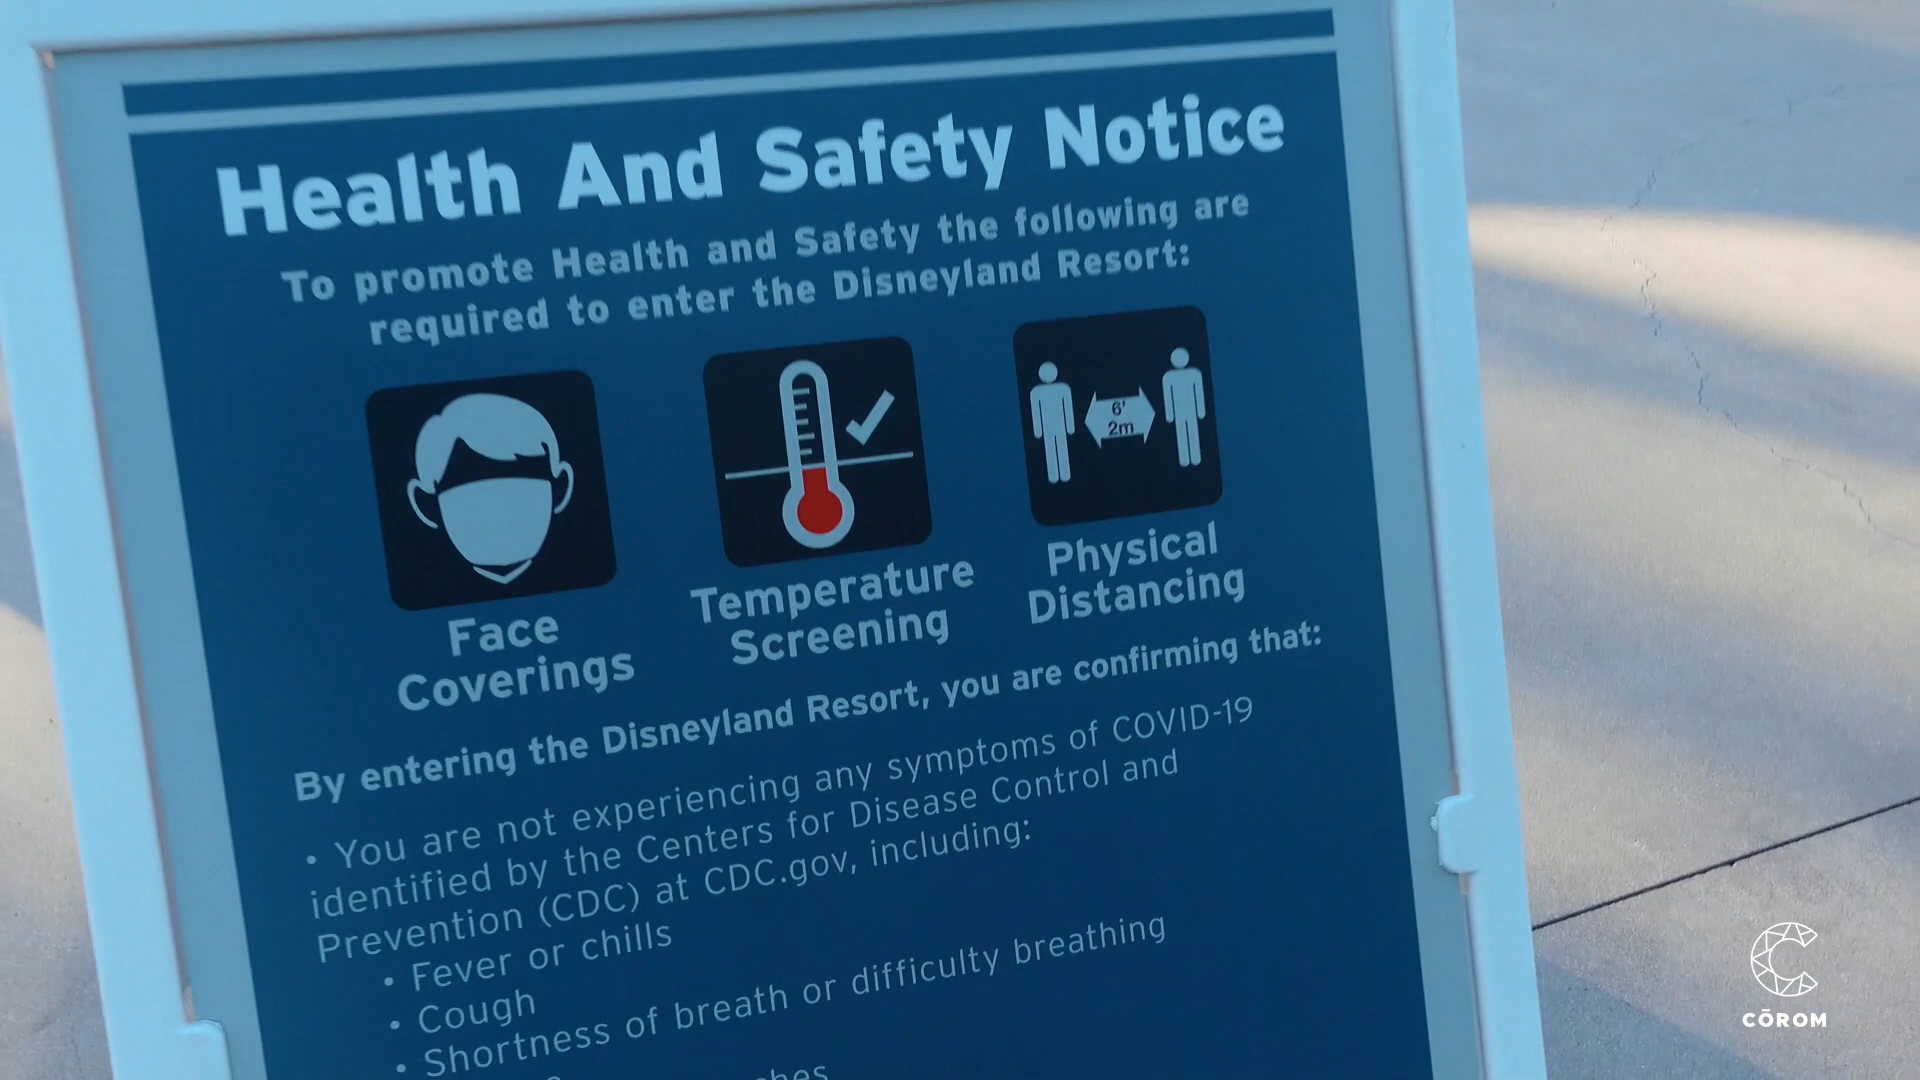 Health And Safety Notice
To promote Health and Safety the following are
required to enter the Disneyland Resort:
6'
2m
Face
Coverings
Temperature
Screening
Physical
Distancing
By entering the Disneyland Resort, you are confirming that:
• You are not experiencing any symptoms of COVID-19
identified by the Centers for Disease Control and
Prevention (CDC) at CDC.gov, including:
• Fever or chills
• Cough
• Shortness of breath or difficulty breathing
CŌROM